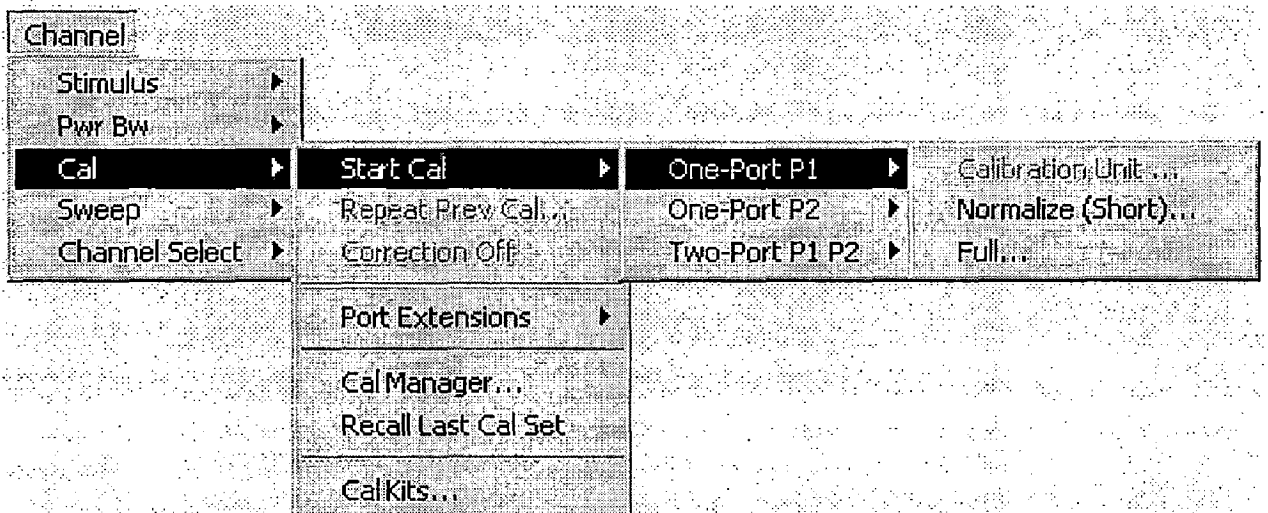 Channel
Stimulus
Pwr Bw
Cal
Sweep
Channel Select
Start Cal
Repeat Prev Cal...
Correction Off
Port Extensions
Cal Manager...
Recall Last Cal Set
Cal Kits...
One-Port P1
One-Port P2
Two-Port P1 P2
Calibration Unit ...
Normalize (Short)...
Full...